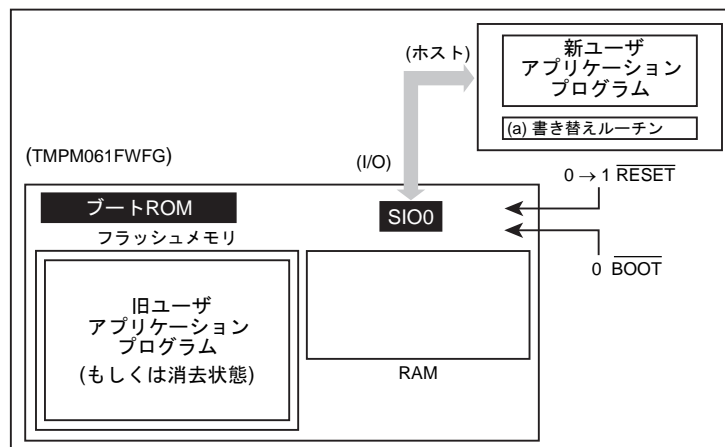 (ホスト)
新ユーザ
アプリケーション
プログラム
(a) 書き替えルーチン
(TMPM061FWFG)
(I/O)
0 → 1 RESET
ブートROM
SIO0
フラッシュメモリ
0 BOOT
旧ユーザ
アプリケーション
プログラム
(もしくは消去状態)
RAM